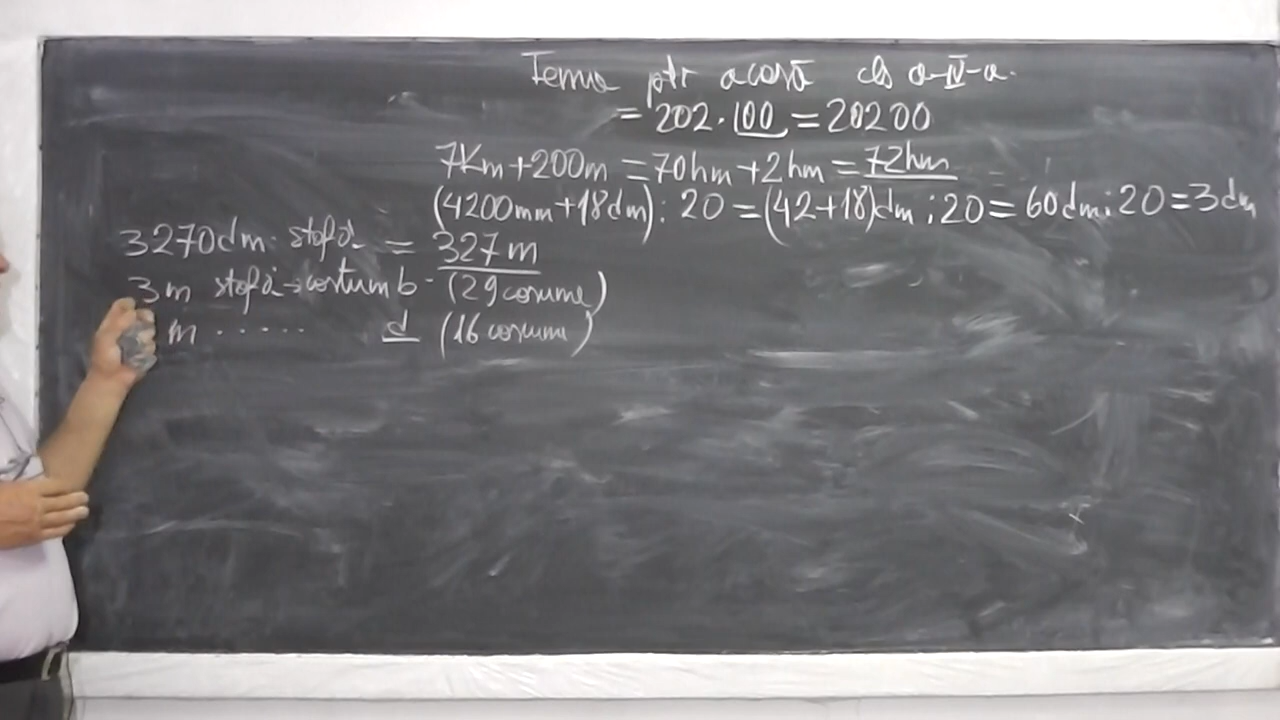 Tema ptr acasă cls a-IV-a.
= 202·100 = 20200
7Km+200m = 70hm+2hm = 72hm
(4200mm+18dm): 20 = (42+18)dm :20 = 60dm:20 = 3dm
3270dm stofă = 327m
3m stofă → costum b (29 costume)
m ...... d (16 costume)